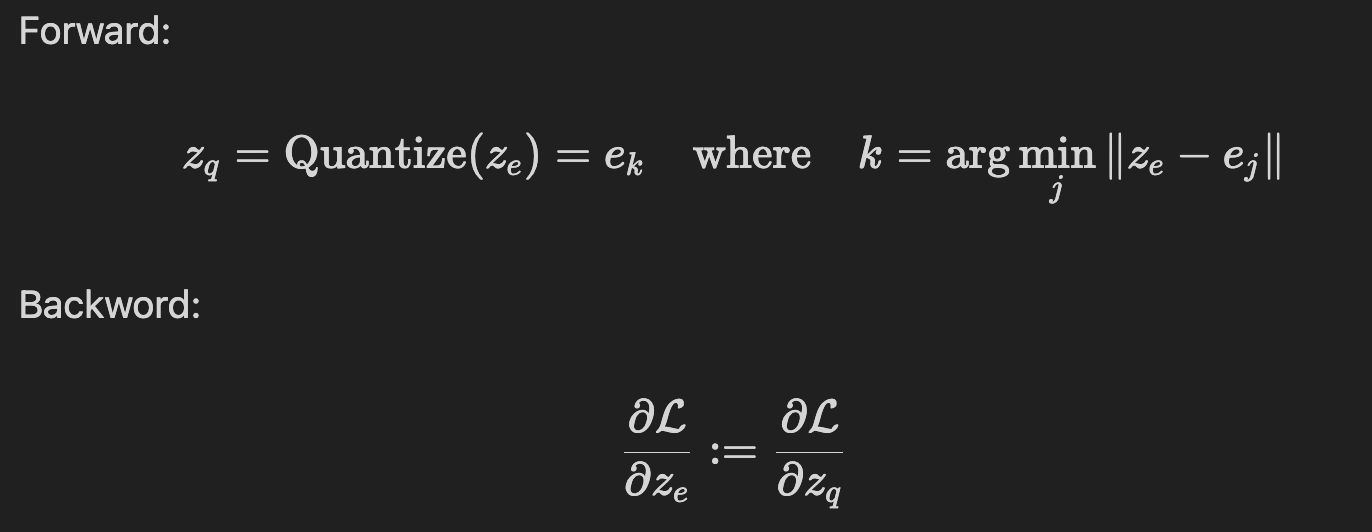 Forward:
z_q = Quantize(z_e) = e_k where k = arg min_j ‖z_e − e_j‖
Backword:
∂ℒ/∂z_e := ∂ℒ/∂z_q